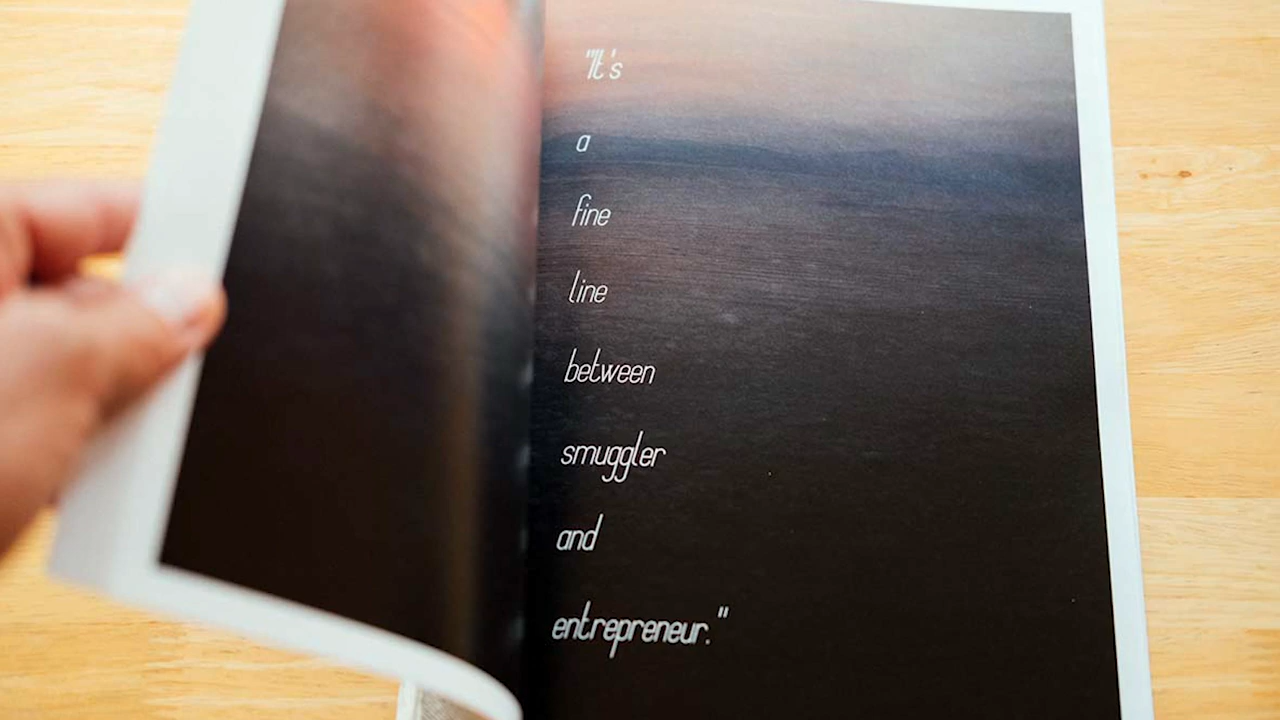 "It's
a
fine
line
between
smuggler
and
entrepreneur."